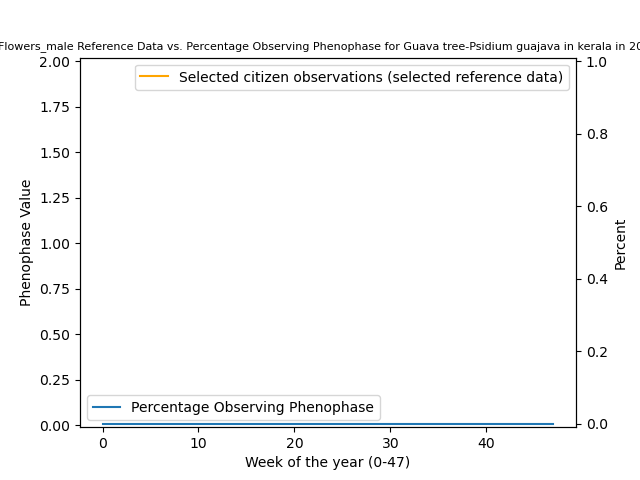 Flowers_male Reference Data vs. Percentage Observing Phenophase for Guava tree-Psidium guajava in kerala in 20
2.00
1.75
1.50
1.25
1.00
0.75
0.50
0.25
0.00
Phenophase Value
Selected citizen observations (selected reference data)
Percentage Observing Phenophase
1.0
0.8
0.6
0.4
0.2
0.0
Percent
0 10 20 30 40
Week of the year (0-47)